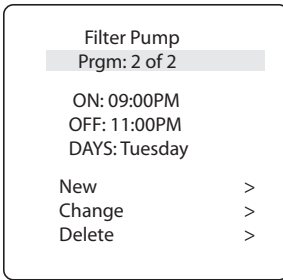 Filter Pump
Prgm: 2 of 2
ON: 09:00PM
OFF: 11:00PM
DAYS: Tuesday
New >
Change >
Delete >